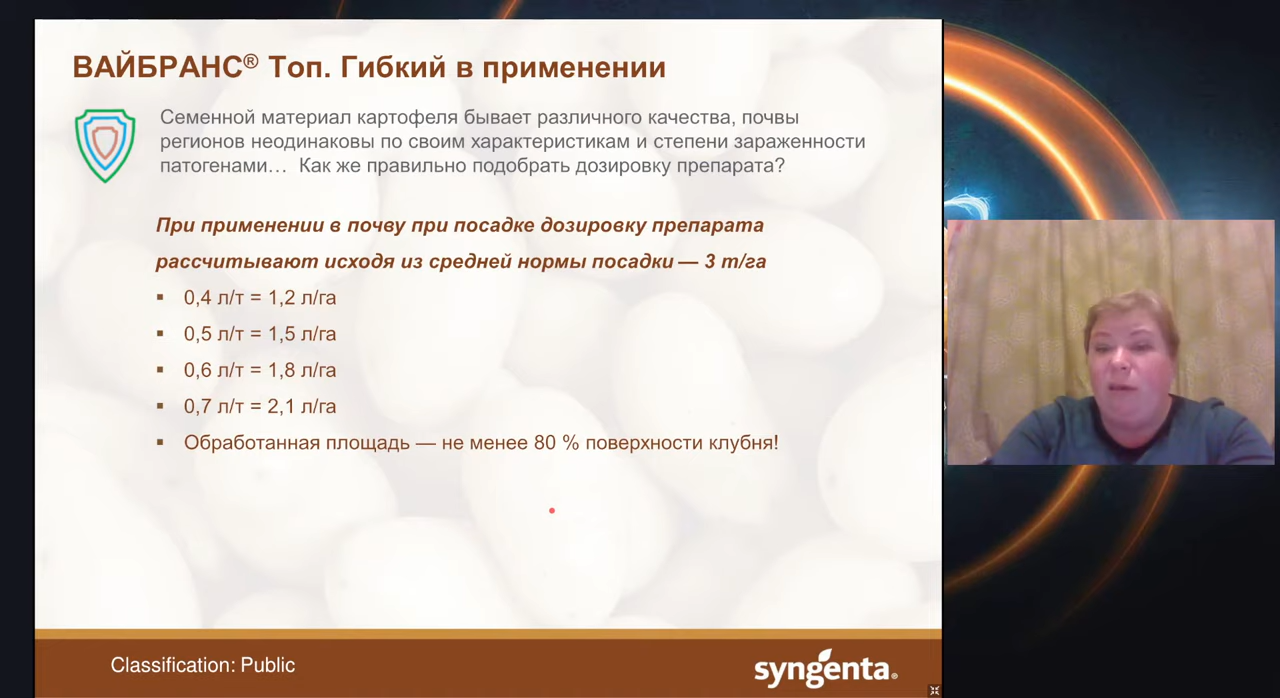 ВАЙБРАНС® Топ. Гибкий в применении
Семенной материал картофеля бывает различного качества, почвы
регионов неодинаковы по своим характеристикам и степени зараженности
патогенами… Как же правильно подобрать дозировку препарата?
При применении в почву при посадке дозировку препарата
рассчитывают исходя из средней нормы посадки — 3 т/га
▪ 0,4 л/т = 1,2 л/га
▪ 0,5 л/т = 1,5 л/га
▪ 0,6 л/т = 1,8 л/га
▪ 0,7 л/т = 2,1 л/га
▪ Обработанная площадь — не менее 80 % поверхности клубня!
Classification: Public
syngenta®